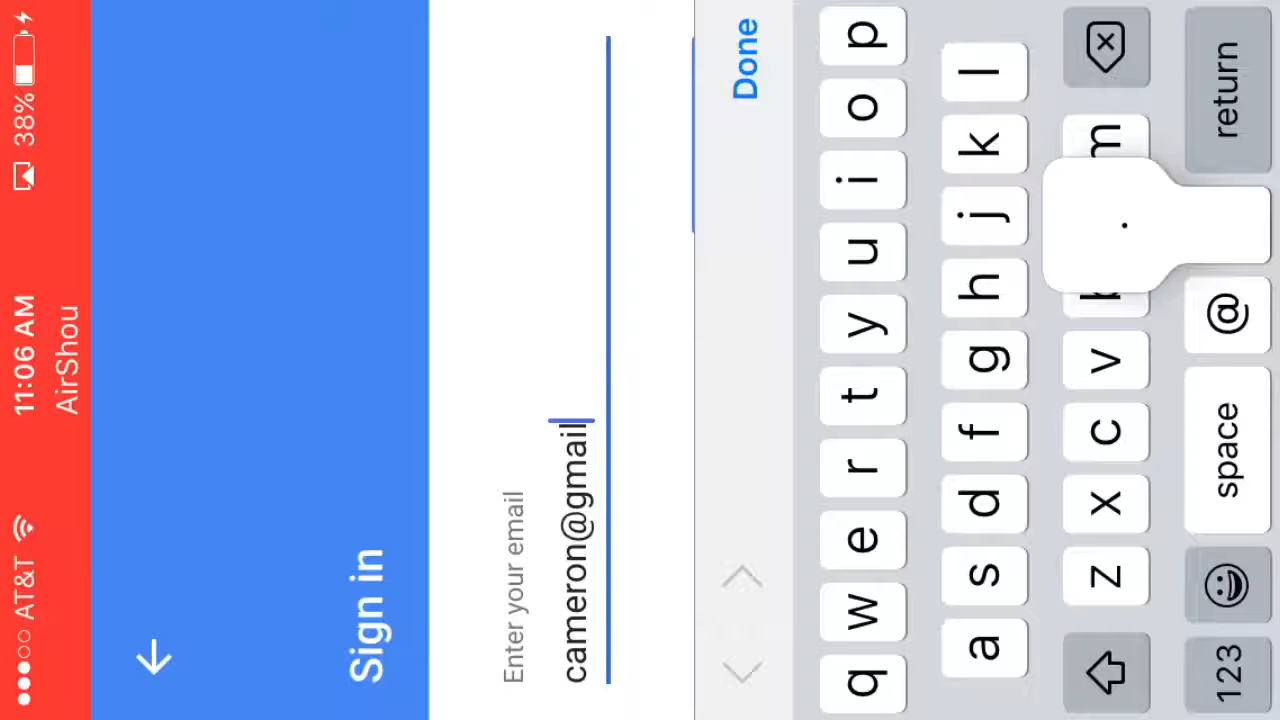 AT&T 11:06 AM 38%
AirShou
Sign in
Enter your email
cameron@gmail
Done
q w e r t y u i o p
a s d f g h j k l
z x c v m
123 space @ . return